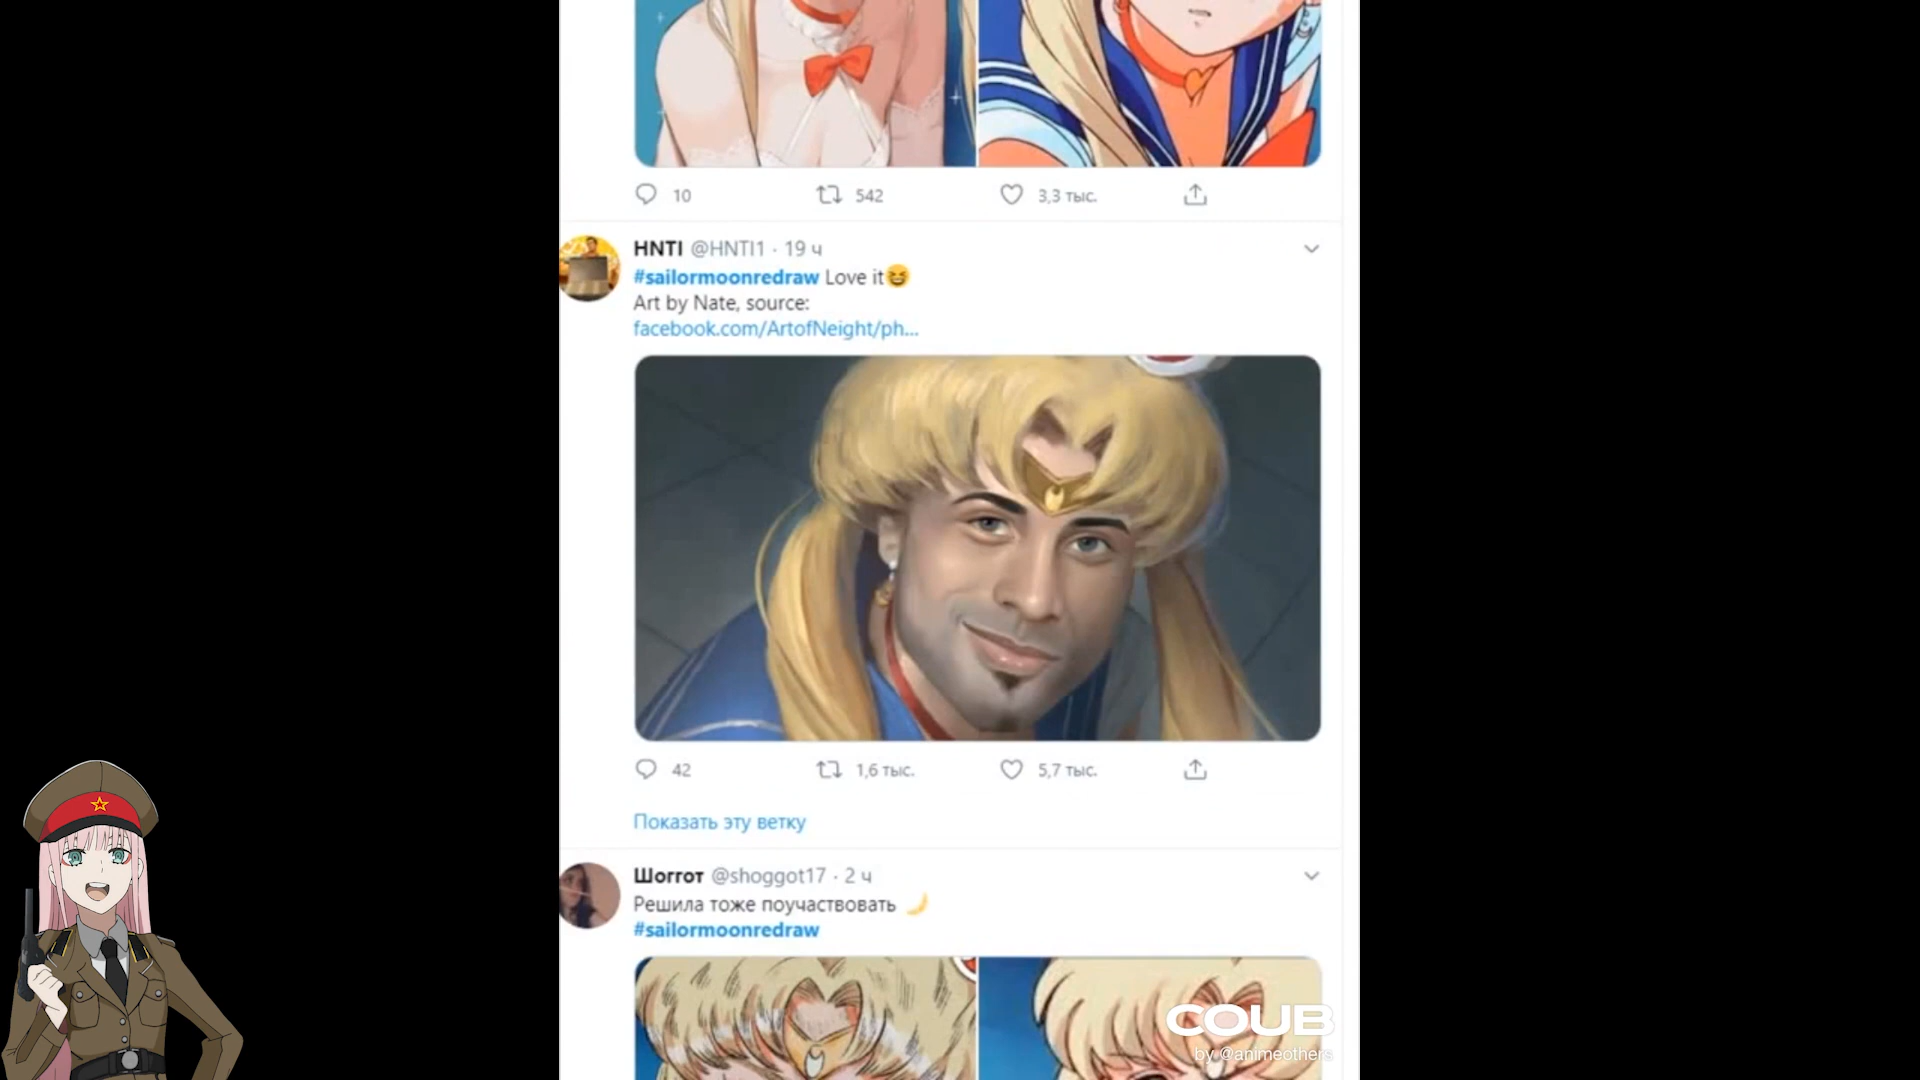 10 542 3,3 тыс.
HNTI @HNTI1 · 19 ч
#sailormoonredraw Love it😆
Art by Nate, source:
facebook.com/ArtofNeight/ph...
42 1,6 тыс. 5,7 тыс.
Показать эту ветку
Шоггот @shoggot17 · 2 ч
Решила тоже поучаствовать 🌙
#sailormoonredraw
COUB
by @animeothers